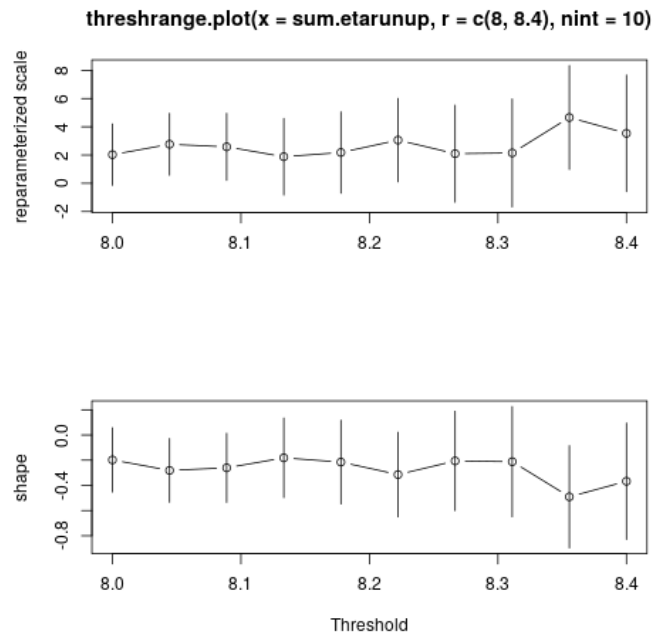 threshrange.plot(x = sum.etarunup, r = c(8, 8.4), nint = 10)
reparameterized scale
8
6
4
2
0
-2
8.0 8.1 8.2 8.3 8.4
shape
0.0
-0.4
-0.8
8.0 8.1 8.2 8.3 8.4
Threshold